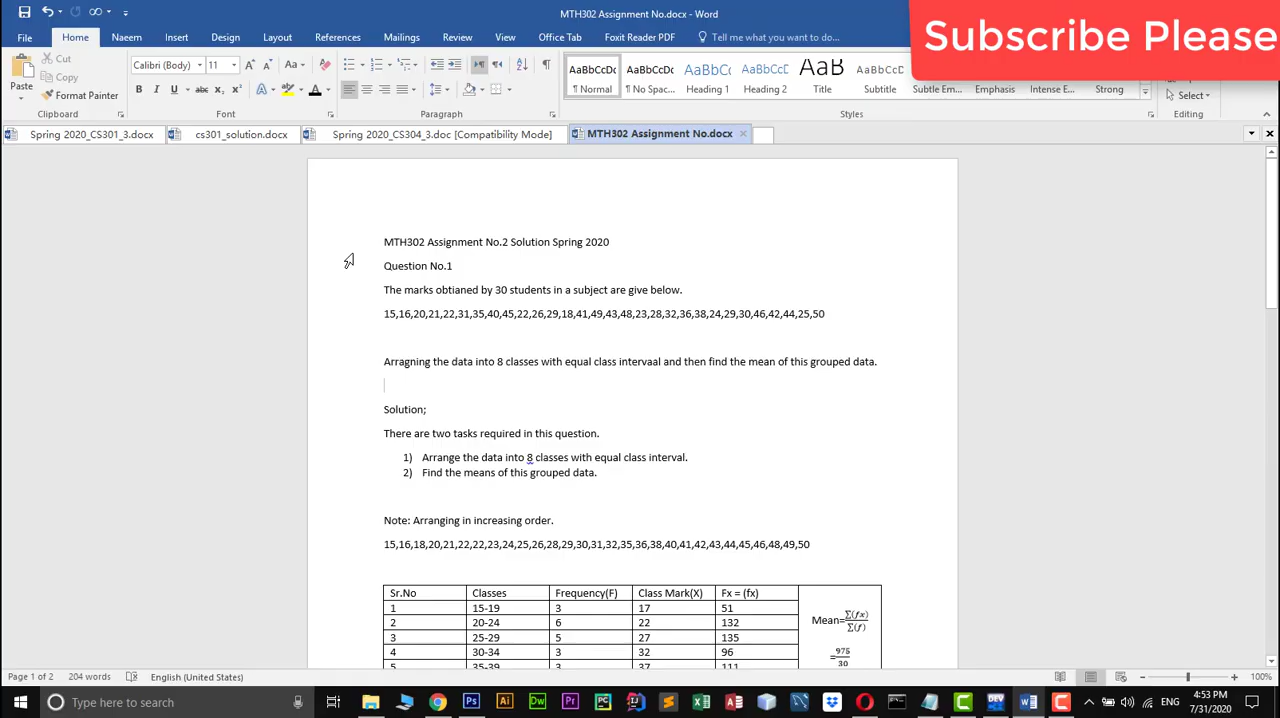 MTH302 Assignment No.docx - Word
Subscribe Please
File Home Naeem Insert Design Layout References Mailings Review View Office Tab Foxit Reader PDF Tell me what you want to do...
Paste Cut Copy Format Painter
Calibri (Body) 11
AaBbCcDc AaBbCcDc AaBbCc AaBbCcC AaB AaBbCcD
¶ Normal ¶ No Spac... Heading 1 Heading 2 Title Subtitle Subtle Em... Emphasis Intense E... Strong
Select
Clipboard Font Paragraph Styles Editing
Spring 2020_CS301_3.docx cs301_solution.docx Spring 2020_CS304_3.doc [Compatibility Mode] MTH302 Assignment No.docx
MTH302 Assignment No.2 Solution Spring 2020
Question No.1
The marks obtianed by 30 students in a subject are give below.
15,16,20,21,22,31,35,40,45,22,26,29,18,41,49,43,48,23,28,32,36,38,24,29,30,46,42,44,25,50
Arragning the data into 8 classes with equal class intervaal and then find the mean of this grouped data.
Solution;
There are two tasks required in this question.
1) Arrange the data into 8 classes with equal class interval.
2) Find the means of this grouped data.
Note: Arranging in increasing order.
15,16,18,20,21,22,22,23,24,25,26,28,29,30,31,32,35,36,38,40,41,42,43,44,45,46,48,49,50
Sr.No Classes Frequency(F) Class Mark(X) Fx = (fx)
1 15-19 3 17 51
2 20-24 6 22 132
3 25-29 5 27 135
4 30-34 3 32 96
5 35-39 3 37 111
Mean=∑(fx)/∑(f)
=975/30
Page 1 of 2 204 words English (United States) 100%
Type here to search
ENG
4:53 PM
7/31/2020